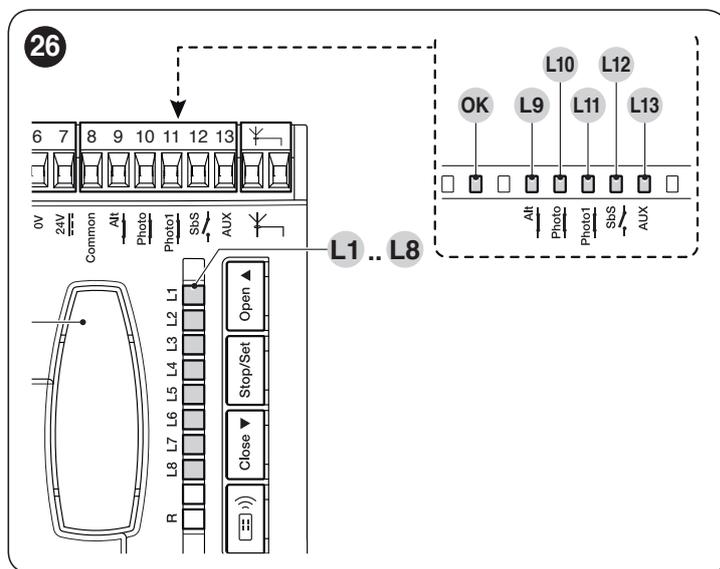 26
6 7 8 9 10 11 12 13
0V
24V
Common
Alt
Photo
Photo1
SbS
AUX
OK
L9
L10
L11
L12
L13
Alt
Photo
Photo1
SbS
AUX
L1 .. L8
L1
L2
L3
L4
L5
L6
L7
L8
R
Open ▲
Stop/Set
Close ▼